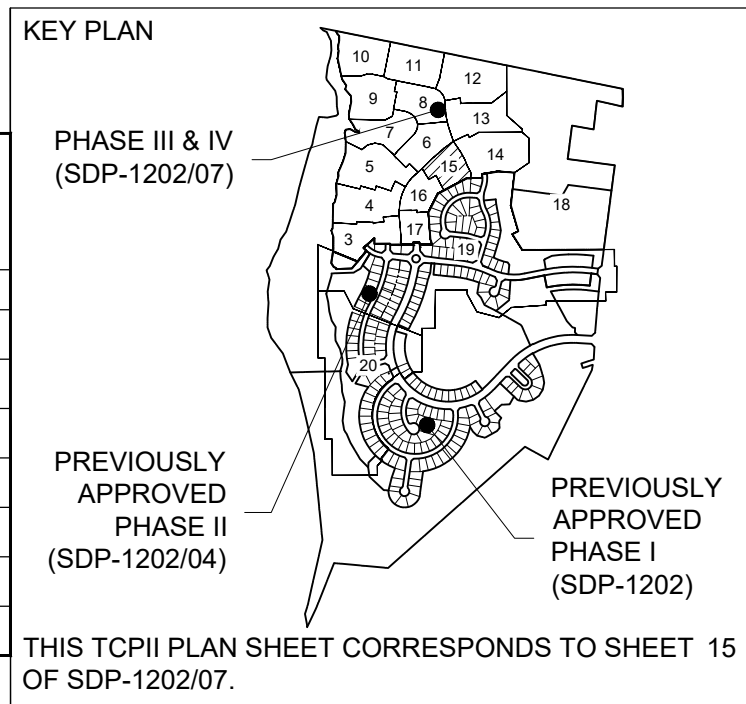 KEY PLAN
10
11
12
9
8
13
7
6
PHASE III & IV
(SDP-1202/07)
5
15
14
16
4
18
3
17
19
20
PREVIOUSLY
APPROVED
PHASE II
(SDP-1202/04)
PREVIOUSLY
APPROVED
PHASE I
(SDP-1202)
THIS TCPII PLAN SHEET CORRESPONDS TO SHEET 15
OF SDP-1202/07.